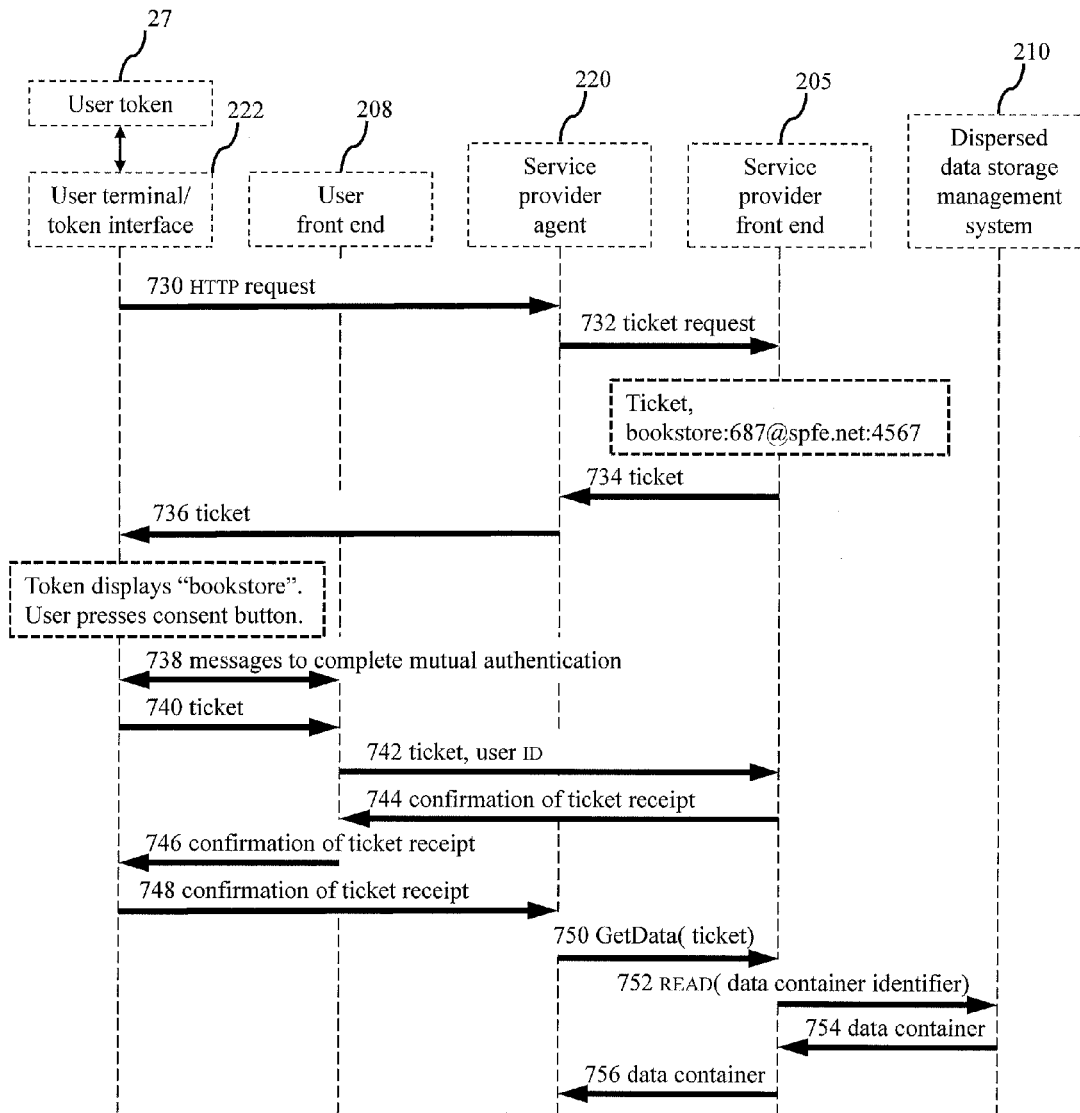 27
210
220
205
User token
222
208
Dispersed
data storage
management
system
User terminal/
token interface
User
front end
Service
provider
agent
Service
provider
front end
730 HTTP request
732 ticket request
Ticket,
bookstore:687@spfe.net:4567
734 ticket
736 ticket
Token displays “bookstore”.
User presses consent button.
738 messages to complete mutual authentication
740 ticket
742 ticket, user ID
744 confirmation of ticket receipt
746 confirmation of ticket receipt
748 confirmation of ticket receipt
750 GetData( ticket)
752 READ( data container identifier)
754 data container
756 data container